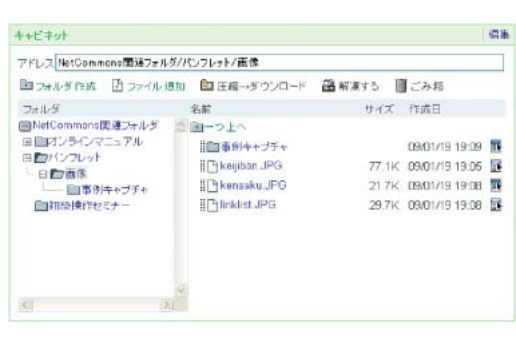 キャビネット 編集
アドレス NetCommons関連フォルダ/パンフレット/画像
フォルダ作成 ファイル追加 圧縮→ダウンロード 解凍する ごみ箱
フォルダ 名前 サイズ 作成日
NetCommons関連フォルダ
オンラインマニュアル
パンフレット
画像
事例キャプチャ
初級操作セミナー
一つ上へ
事例キャプチャ 09/01/19 19:09
keijiban.JPG 77.1K 09/01/19 19:05
kensaku.JPG 21.7K 09/01/19 19:08
linklist.JPG 29.7K 09/01/19 19:08